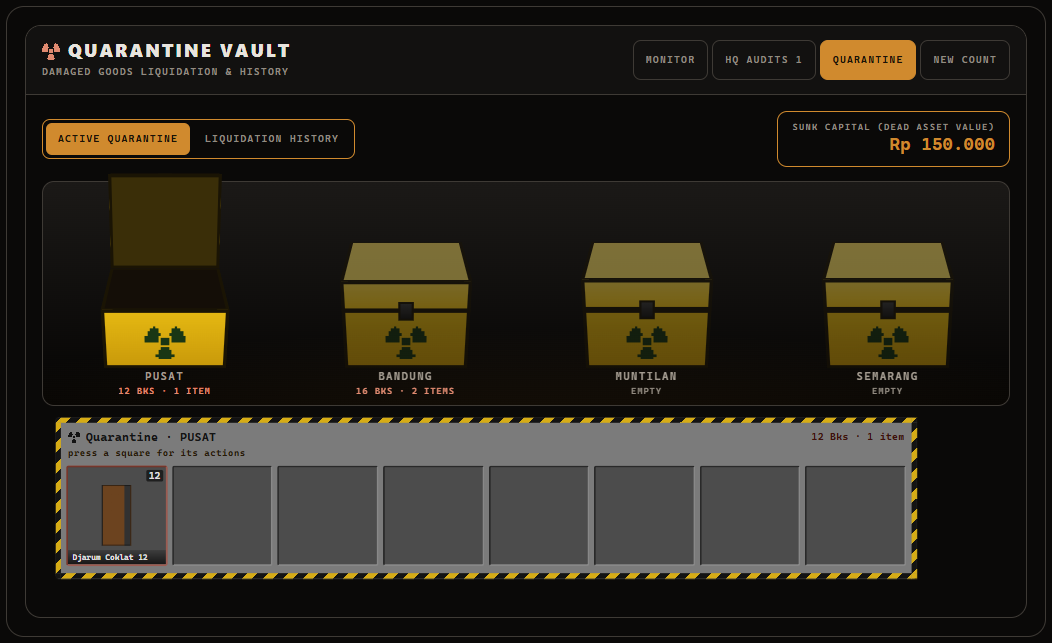 QUARANTINE VAULT
DAMAGED GOODS LIQUIDATION & HISTORY
MONITOR
HQ AUDITS 1
QUARANTINE
NEW COUNT
ACTIVE QUARANTINE
LIQUIDATION HISTORY
SUNK CAPITAL (DEAD ASSET VALUE)
Rp 150.000
PUSAT
12 BKS · 1 ITEM
BANDUNG
16 BKS · 2 ITEMS
MUNTILAN
EMPTY
SEMARANG
EMPTY
Quarantine · PUSAT
12 Bks · 1 item
press a square for its actions
12
Djarum Coklat 12